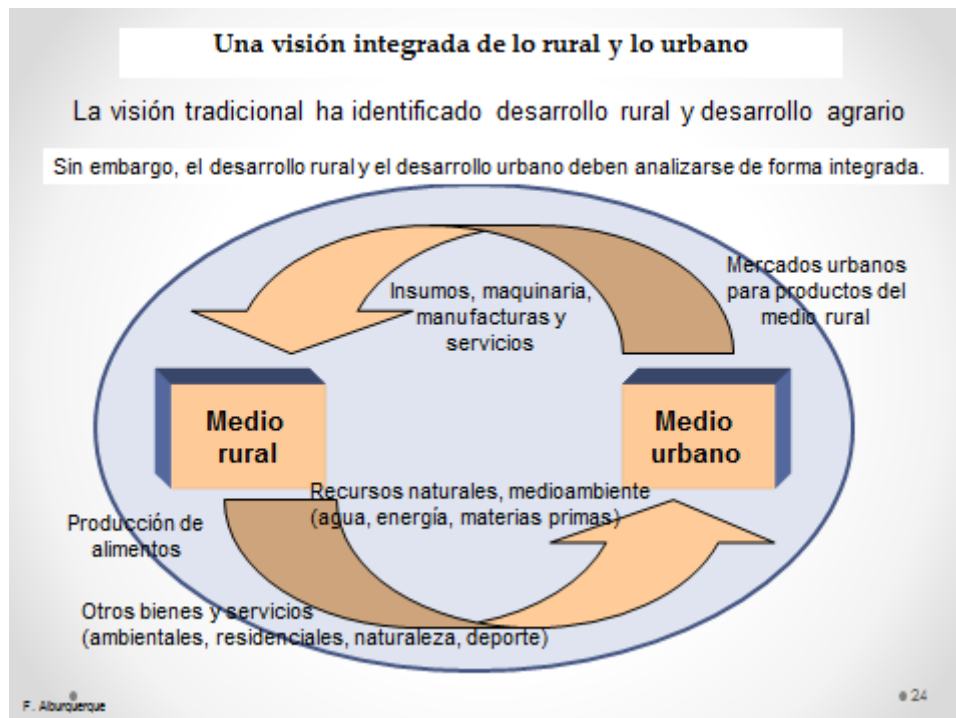 Una visión integrada de lo rural y lo urbano
La visión tradicional ha identificado desarrollo rural y desarrollo agrario
Sin embargo, el desarrollo rural y el desarrollo urbano deben analizarse de forma integrada.
Mercados urbanos
para productos del
medio rural
Insumos, maquinaria,
manufacturas y
servicios
Medio
rural
Medio
urbano
Recursos naturales, medioambiente
(agua, energía, materias primas)
Producción de
alimentos
Otros bienes y servicios
(ambientales, residenciales, naturaleza, deporte)
F. Aburquerque
24